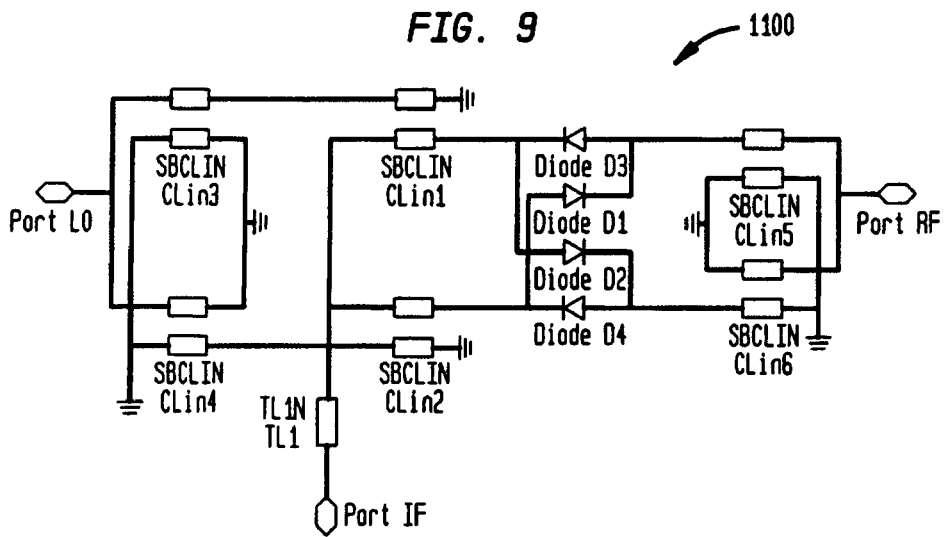 FIG. 9
1100
SBCLIN
CLin3
SBCLIN
CLin1
Diode D3
Diode D1
SBCLIN
CLin5
Port LO
Port RF
Diode D2
Diode D4
SBCLIN
CLin4
SBCLIN
CLin2
SBCLIN
CLin6
TL1N
TL1
Port IF